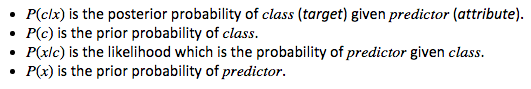 • P(c|x) is the posterior probability of class (target) given predictor (attribute).
• P(c) is the prior probability of class.
• P(x|c) is the likelihood which is the probability of predictor given class.
• P(x) is the prior probability of predictor.